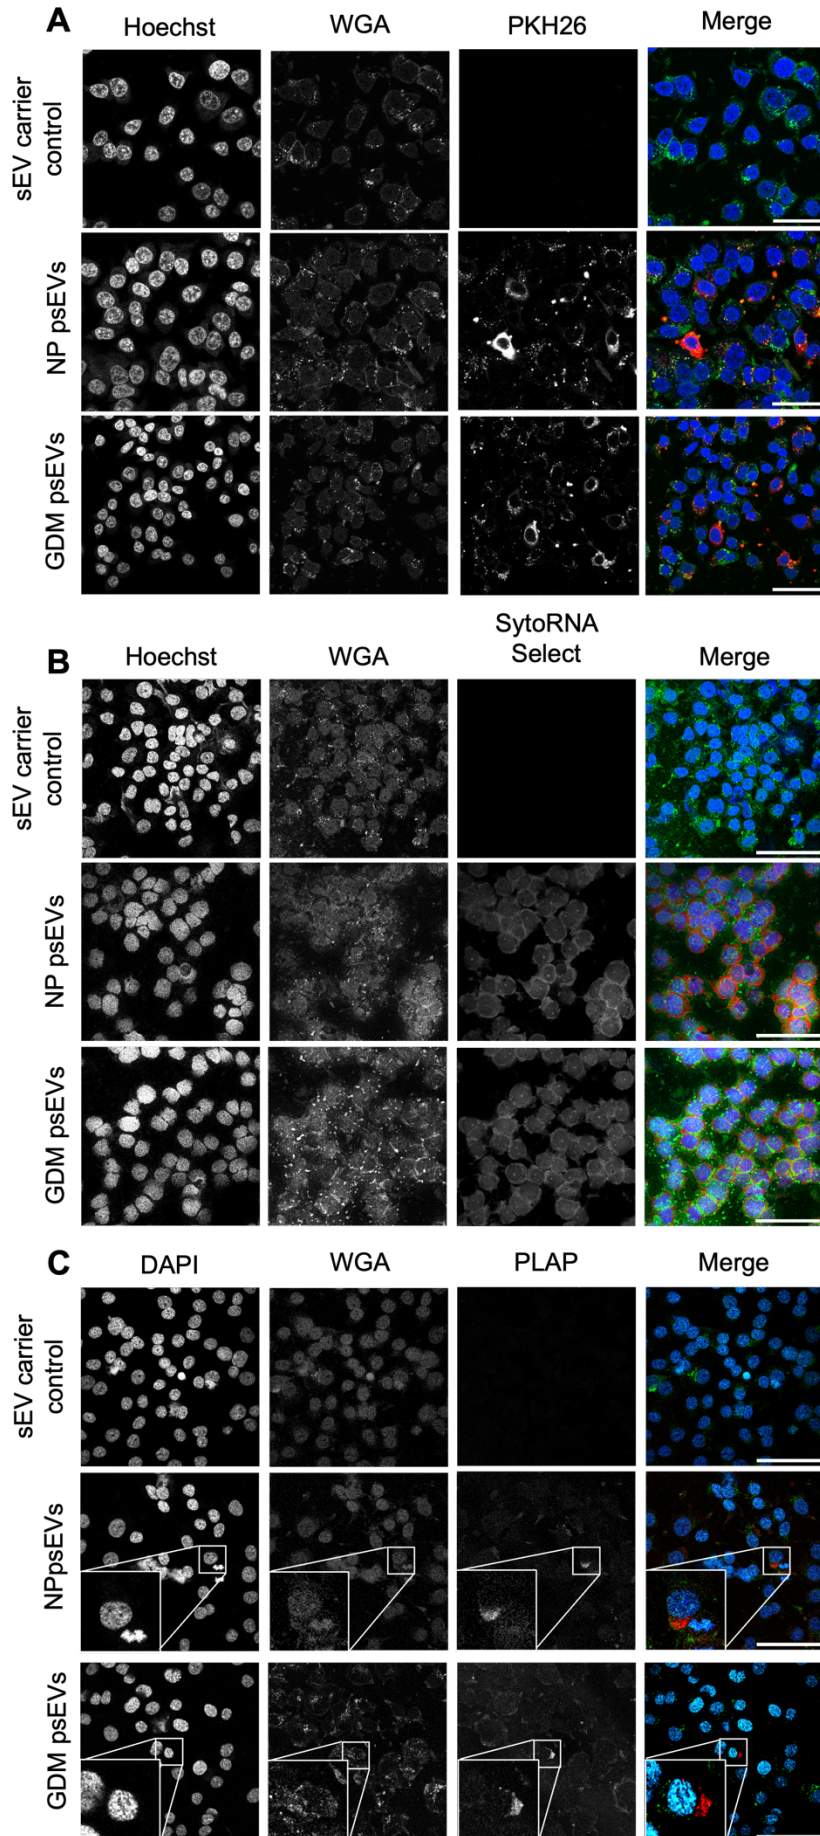 A
Hoechst
WGA
PKH26
Merge
sEV carrier
control
NP psEVs
GDM psEVs
B
Hoechst
WGA
SytoRNA
Select
Merge
sEV carrier
control
NP psEVs
GDM psEVs
C
DAPI
WGA
PLAP
Merge
sEV carrier
control
NPpsEVs
GDM psEVs